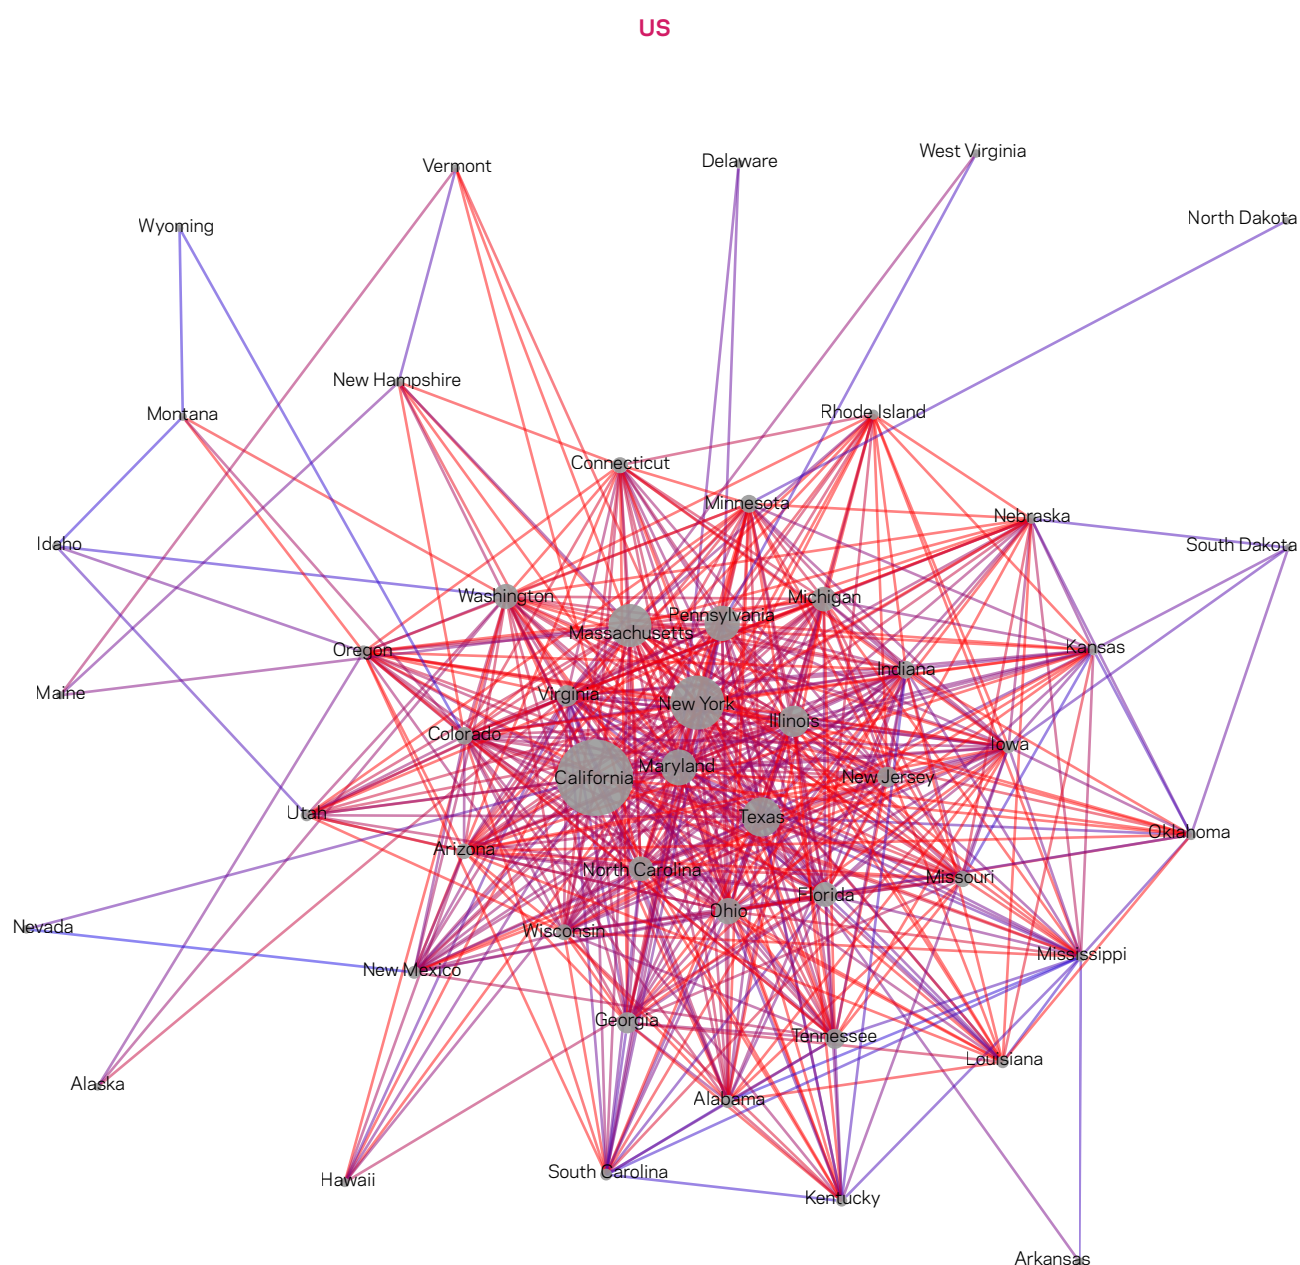 US
West Virginia
Delaware
Vermont
North Dakota
Wyoming
New Hampshire
Rhode Island
Montana
Connecticut
Minnesota
Nebraska
Idaho
South Dakota
Washington
Michigan
Pennsylvania
Massachusetts
Kansas
Oregon
Indiana
Maine
Virginia
New York
Illinois
Colorado
Iowa
Maryland
California
New Jersey
Utah
Texas
Oklahoma
Arizona
North Carolina
Missouri
Florida
Ohio
Nevada
Wisconsin
Mississippi
New Mexico
Georgia
Tennessee
Louisiana
Alaska
Alabama
South Carolina
Hawaii
Kentucky
Arkansas